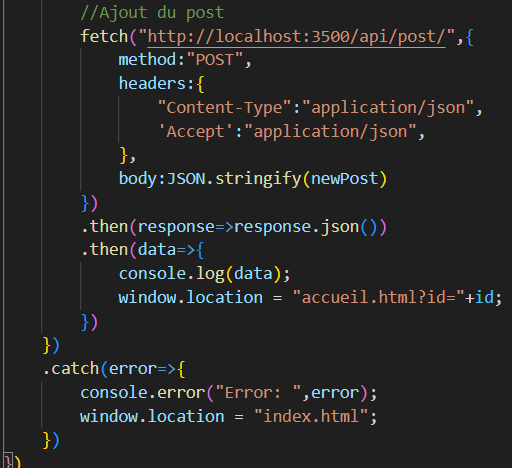 //Ajout du post
fetch("http://localhost:3500/api/post/",{
method:"POST",
headers:{
"Content-Type":"application/json",
'Accept':"application/json",
},
body:JSON.stringify(newPost)
})
.then(response=>response.json())
.then(data=>{
console.log(data);
window.location = "accueil.html?id="+id;
})
})
.catch(error=>{
console.error("Error: ",error);
window.location = "index.html";
})
})